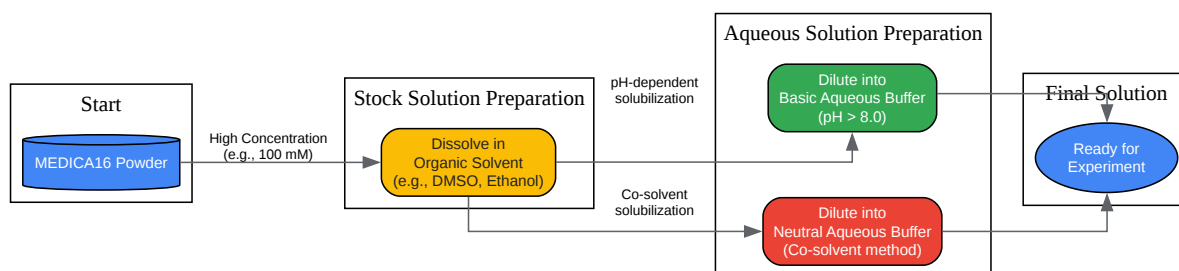 Start
MEDICA16 Powder
High Concentration
(e.g., 100 mM)
Stock Solution Preparation
Dissolve in
Organic Solvent
(e.g., DMSO, Ethanol)
pH-dependent
solubilization
Co-solvent
solubilization
Aqueous Solution Preparation
Dilute into
Basic Aqueous Buffer
(pH > 8.0)
Dilute into
Neutral Aqueous Buffer
(Co-solvent method)
Final Solution
Ready for
Experiment